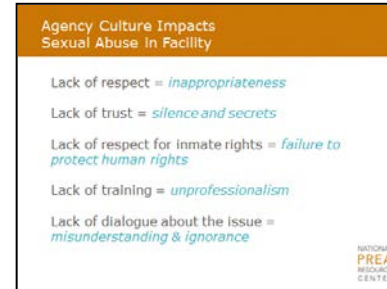 Agency Culture Impacts
Sexual Abuse in Facility
Lack of respect = inappropriateness
Lack of trust = silence and secrets
Lack of respect for inmate rights = failure to
protect human rights
Lack of training = unprofessionalism
Lack of dialogue about the issue =
misunderstanding & ignorance
NATIONAL
PREA
RESOURCE
CENTER